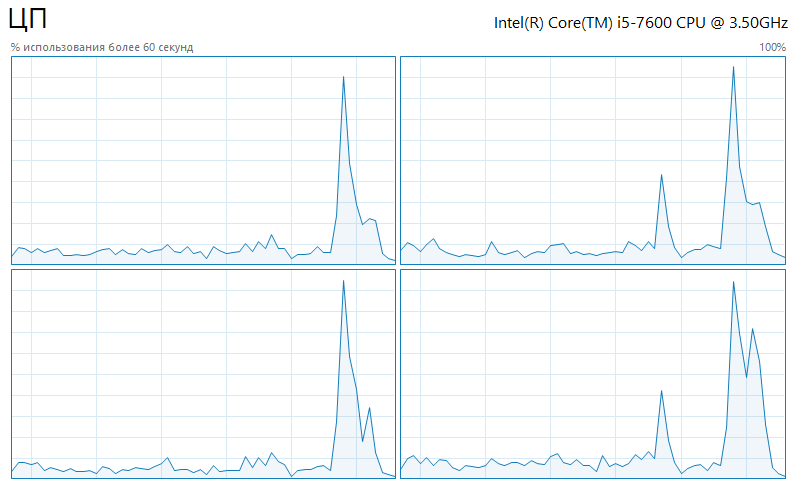 ЦП
Intel(R) Core(TM) i5-7600 CPU @ 3.50GHz
% использования более 60 секунд
100%